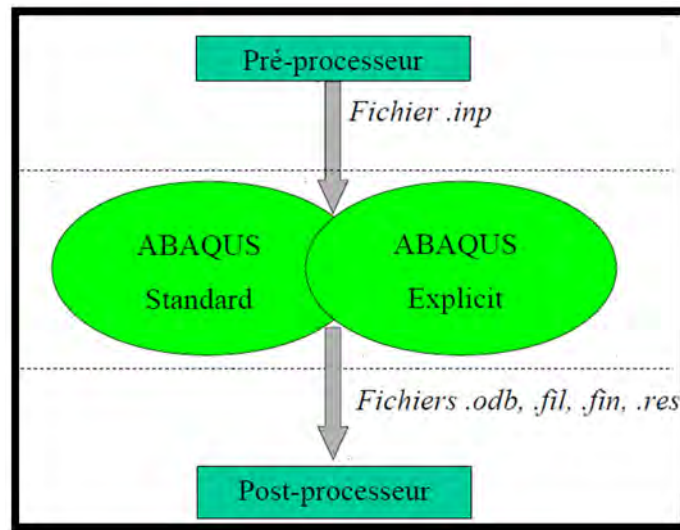 Pré-processeur
Fichier .inp
ABAQUS
Standard
ABAQUS
Explicit
Fichiers .odb, .fil, .fin, .res
Post-processeur